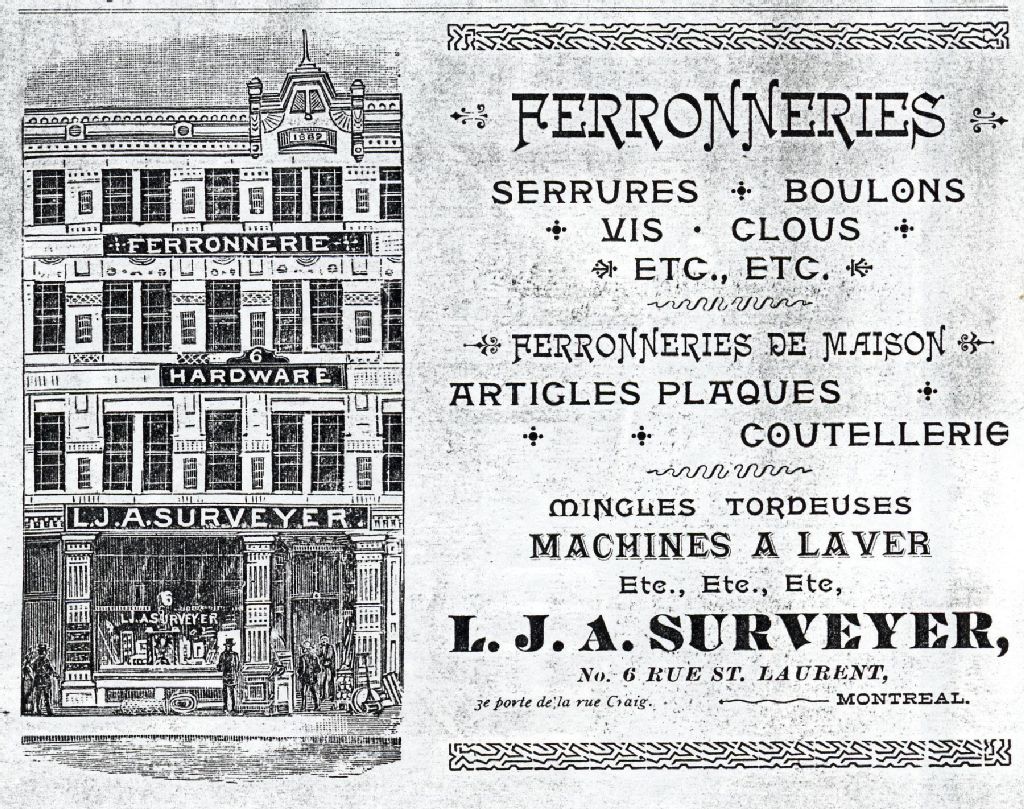 1882
FERRONNERIE
6
HARDWARE
L.J.A. SURVEYER.
6
L.J.A. SURVEYER
FERRONNERIES
SERRURES BOULONS
VIS · CLOUS
ETC., ETC.
FERRONNERIES DE MAISON
ARTIGLES PLAQUES
COUTELLERIE
MINGLES TORDEUSES
MACHINES A LAVER
Etc., Etc., Etc,
L. J. A. SURVEYER,
No. 6 RUE ST. LAURENT,
3e porte de la rue Craig. MONTREAL.